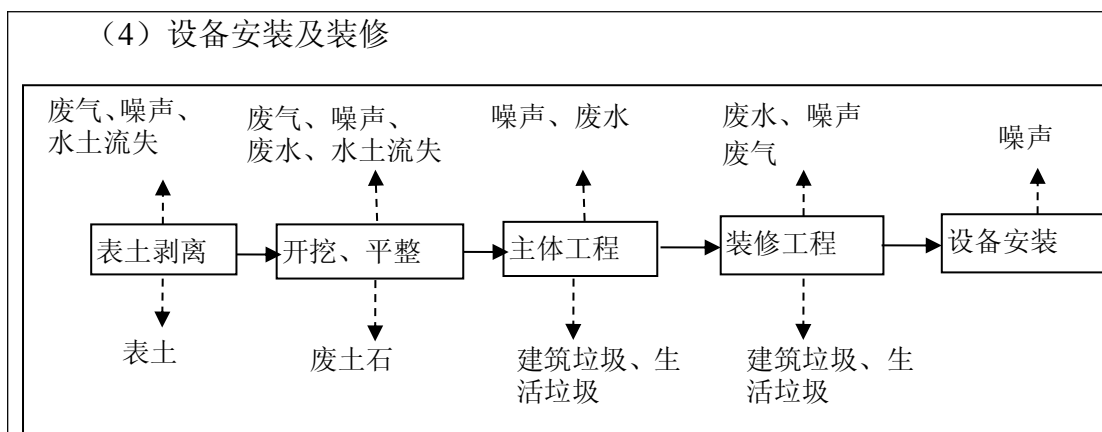 （4）设备安装及装修
废气、噪声、
水土流失
废气、噪声、
废水、水土流失
噪声、废水
废水、噪声
废气
噪声
表土剥离
开挖、平整
主体工程
装修工程
设备安装
表土
废土石
建筑垃圾、生
活垃圾
建筑垃圾、生
活垃圾